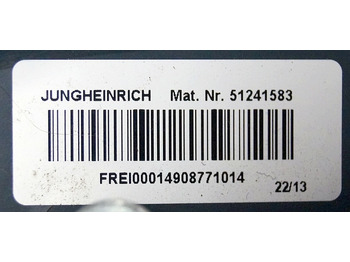 JUNGHEINRICH Mat. Nr. 51241583
FREI00014908771014
22/13